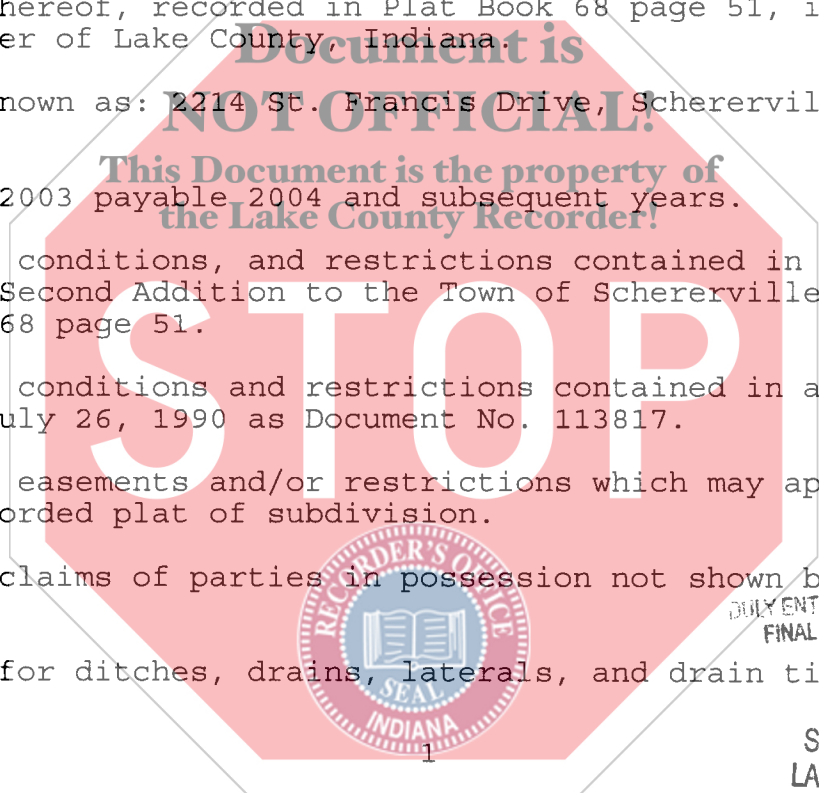 hereof, recorded in Plat Book 68 page 51, i
er of Lake County, Indiana.
Document is
nown as: 2214 St. Francis Drive, Scherervil
NOT OFFICIAL!
This Document is the property of
2003 payable 2004 and subsequent years.
the Lake County Recorder!
conditions, and restrictions contained in
Second Addition to the Town of Schererville
68 page 51.
STOP
conditions and restrictions contained in a
uly 26, 1990 as Document No. 113817.
easements and/or restrictions which may ap
orded plat of subdivision.
claims of parties in possession not shown b
RECORDER'S OFFICE
SEAL
INDIANA
DULY ENT
FINAL
for ditches, drains, laterals, and drain ti
1
S
LA